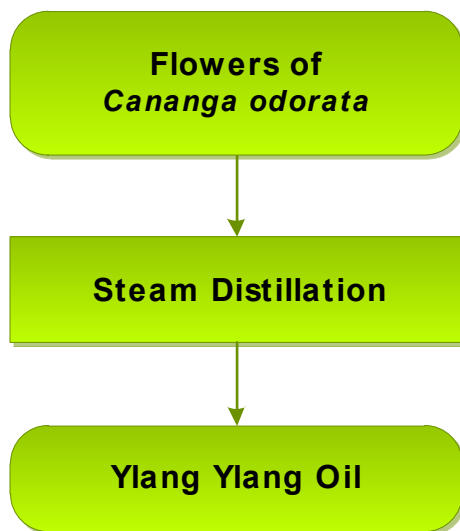 Flowers of
Cananga odorata
Steam Distillation
Ylang Ylang Oil